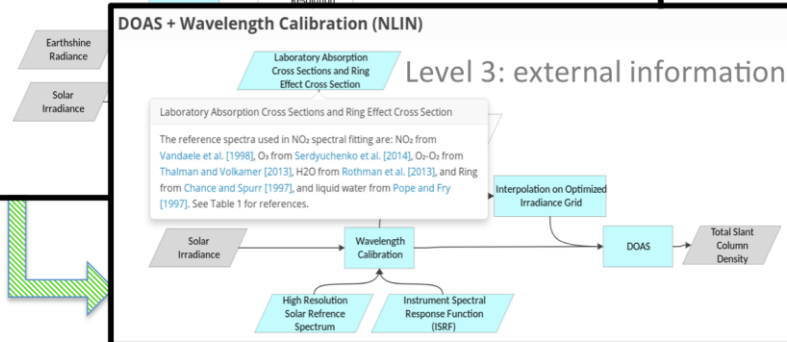 Resolution
DOAS + Wavelength Calibration (NLIN)
Earthshine
Radiance
Solar
Irradiance
Laboratory Absorption
Cross Sections and Ring
Effect Cross Section
Level 3: external information
Laboratory Absorption Cross Sections and Ring Effect Cross Section
The reference spectra used in NO₂ spectral fitting are: NO₂ from
Vandaele et al. [1998], O₃ from Serdyuchenko et al. [2014], O₂-O₂ from
Thalman and Volkamer [2013], H2O from Rothman et al. [2013], and Ring
from Chance and Spurr [1997], and liquid water from Pope and Fry
[1997]. See Table 1 for references.
Interpolation on Optimized
Irradiance Grid
Solar
Irradiance
Wavelength
Calibration
DOAS
Total Slant
Column
Density
High Resolution
Solar Refrence
Spectrum
Instrument Spectral
Response Function
(ISRF)